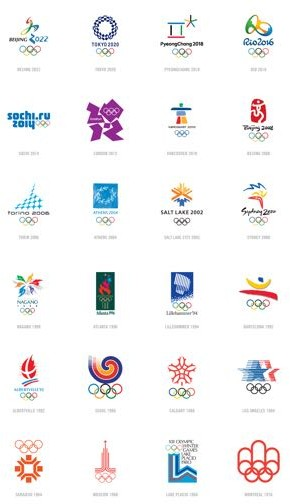 BEIJING 2022
TOKYO 2020
PyeongChang 2018
Rio2016
BEIJING 2022
TOKYO 2020
PYEONGCHANG 2018
RIO 2016
sochi.ru
2014
VANCOUVER 2010
Beijing 2008
SOCHI 2014
LONDON 2012
VANCOUVER 2010
BEIJING 2008
TORINO 2006
ATHENS 2004
SALT LAKE 2002
Sydney 2000
TURIN 2006
ATHENS 2004
SALT LAKE CITY 2002
SYDNEY 2000
NAGANO
1998
Atlanta 1996
Lillehammer '94
NAGANO 1998
ATLANTA 1996
LILLEHAMMER 1994
BARCELONA 1992
ALBERTVILLE 92
ALBERTVILLE 1992
SEOUL 1988
CALGARY 1988
LOS ANGELES 1984
XIII OLYMPIC
WINTER
GAMES
LAKE
PLACID
1980
SARAJEVO 1984
MOSCOW 1980
LAKE PLACID 1980
MONTREAL 1976